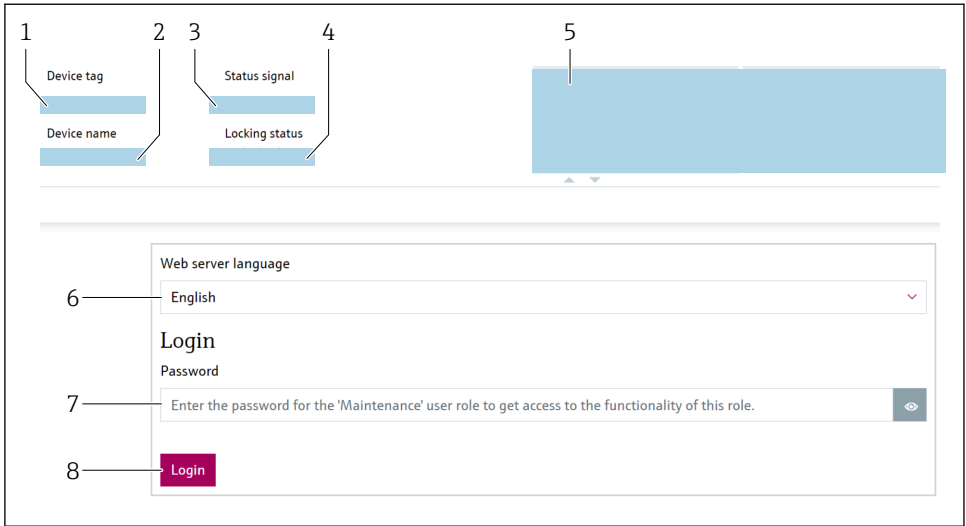 1 2 3 4 5
Device tag Status signal
Device name Locking status
Web server language
6 English
Login
Password
7 Enter the password for the 'Maintenance' user role to get access to the functionality of this role.
8 Login